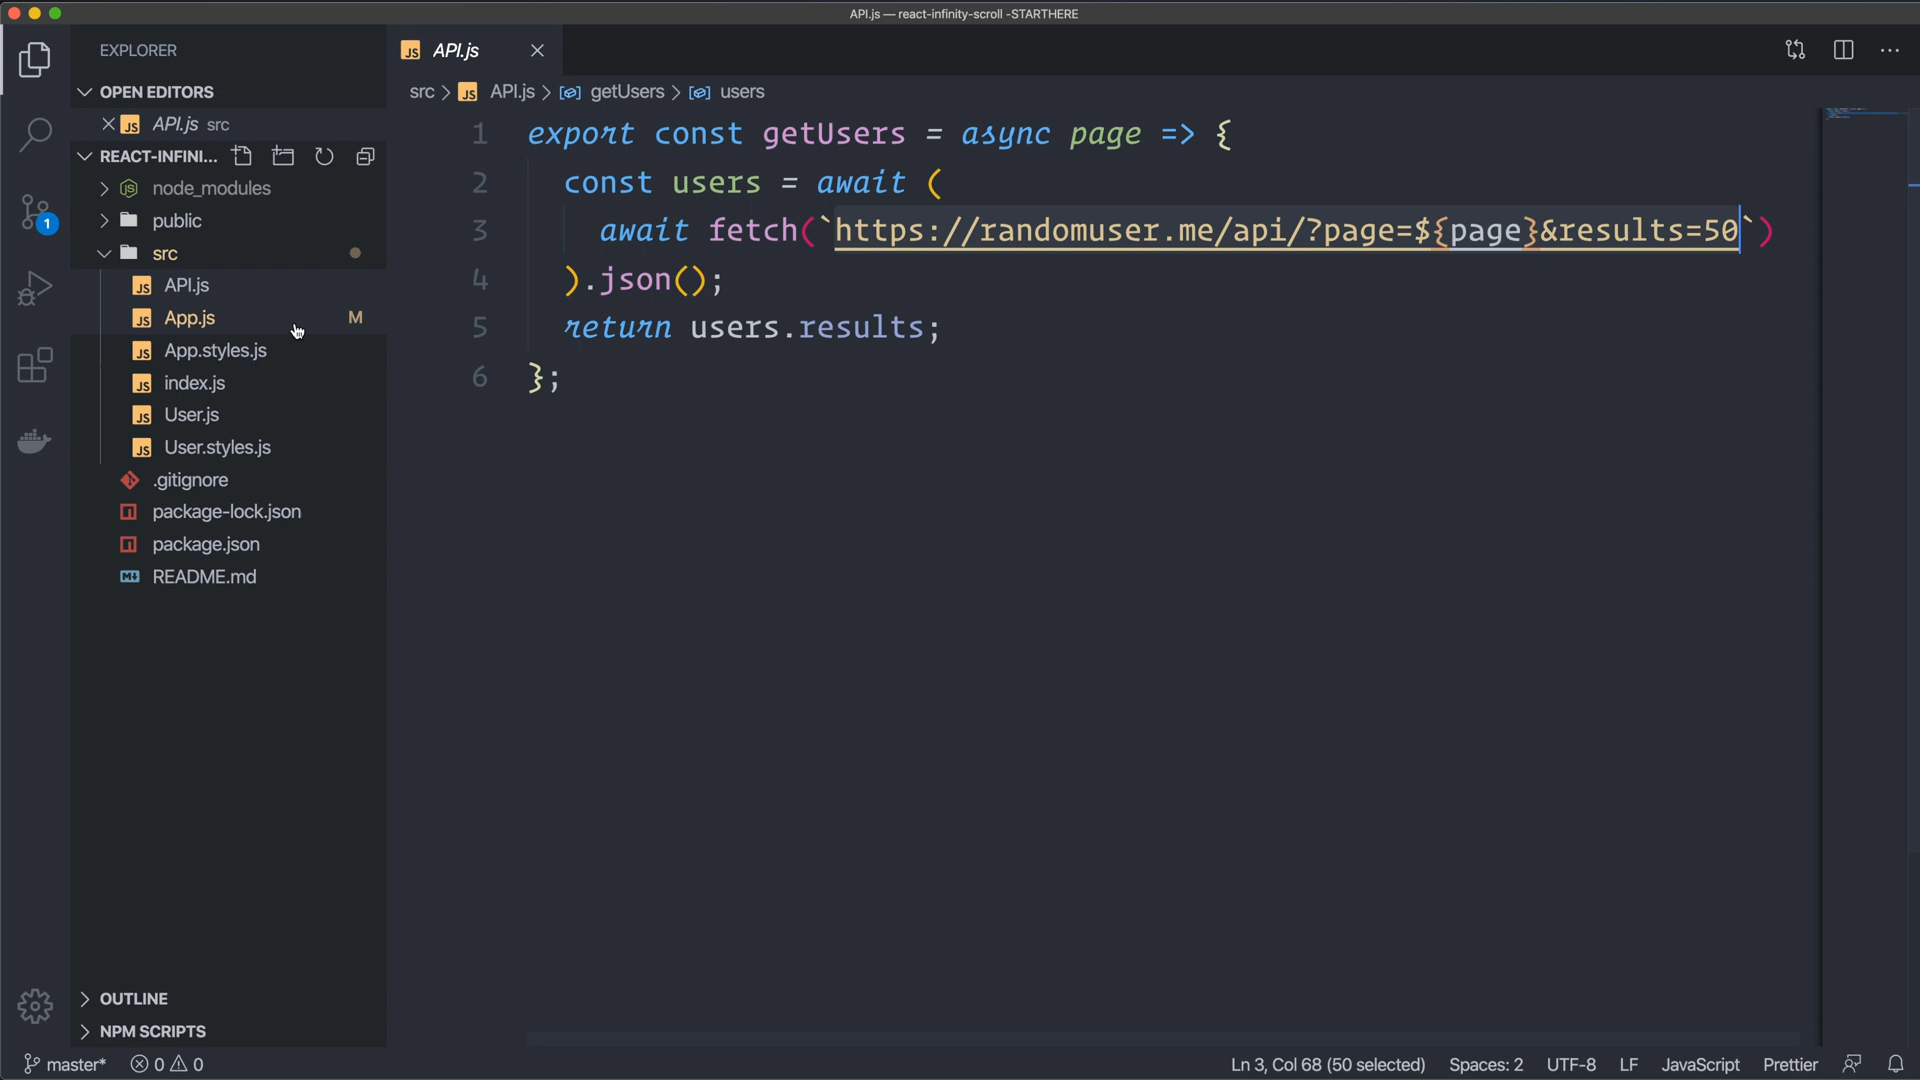 API.js — react-infinity-scroll -STARTHERE
EXPLORER
OPEN EDITORS
API.js src
REACT-INFINI...
node_modules
public
src
API.js
App.js M
App.styles.js
index.js
User.js
User.styles.js
.gitignore
package-lock.json
package.json
README.md
OUTLINE
NPM SCRIPTS
1
JS API.js
src > JS API.js > getUsers > users
1 export const getUsers = async page => {
2 const users = await (
3 await fetch(`https://randomuser.me/api/?page=${page}&results=50`)
4 ).json();
5 return users.results;
6 };
master* 0 0 Ln 3, Col 68 (50 selected) Spaces: 2 UTF-8 LF JavaScript Prettier